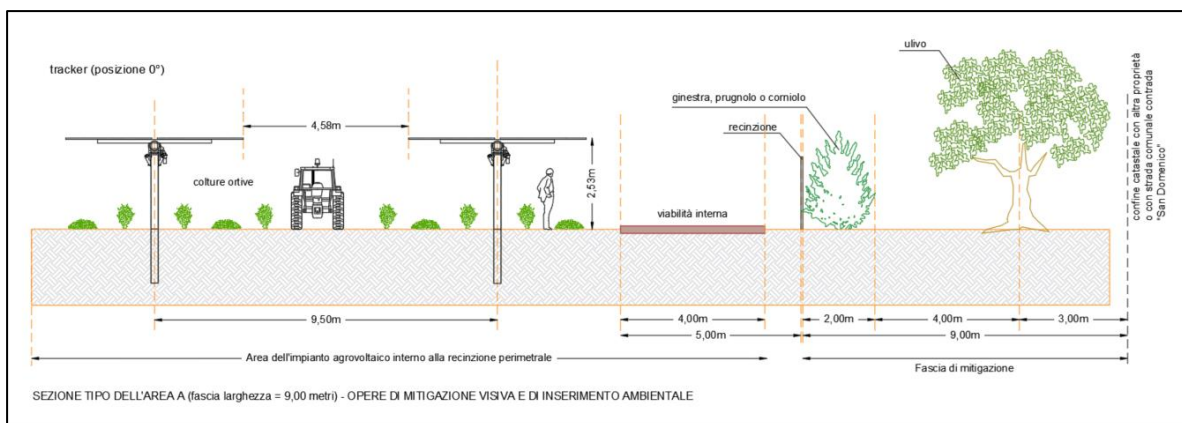 ulivo
tracker (posizione 0°)
ginestra, prugnolo o corniolo
4,58m
recinzione
colture ortive
2,53m
viabilità interna
confine catastale con altra proprietà
o con strada comunale contrada
"San Domenico"
9,50m
4,00m
2,00m
4,00m
3,00m
5,00m
9,00m
Area dell'impianto agrovoltaico interno alla recinzione perimetrale
Fascia di mitigazione
SEZIONE TIPO DELL'AREA A (fascia larghezza = 9,00 metri) - OPERE DI MITIGAZIONE VISIVA E DI INSERIMENTO AMBIENTALE